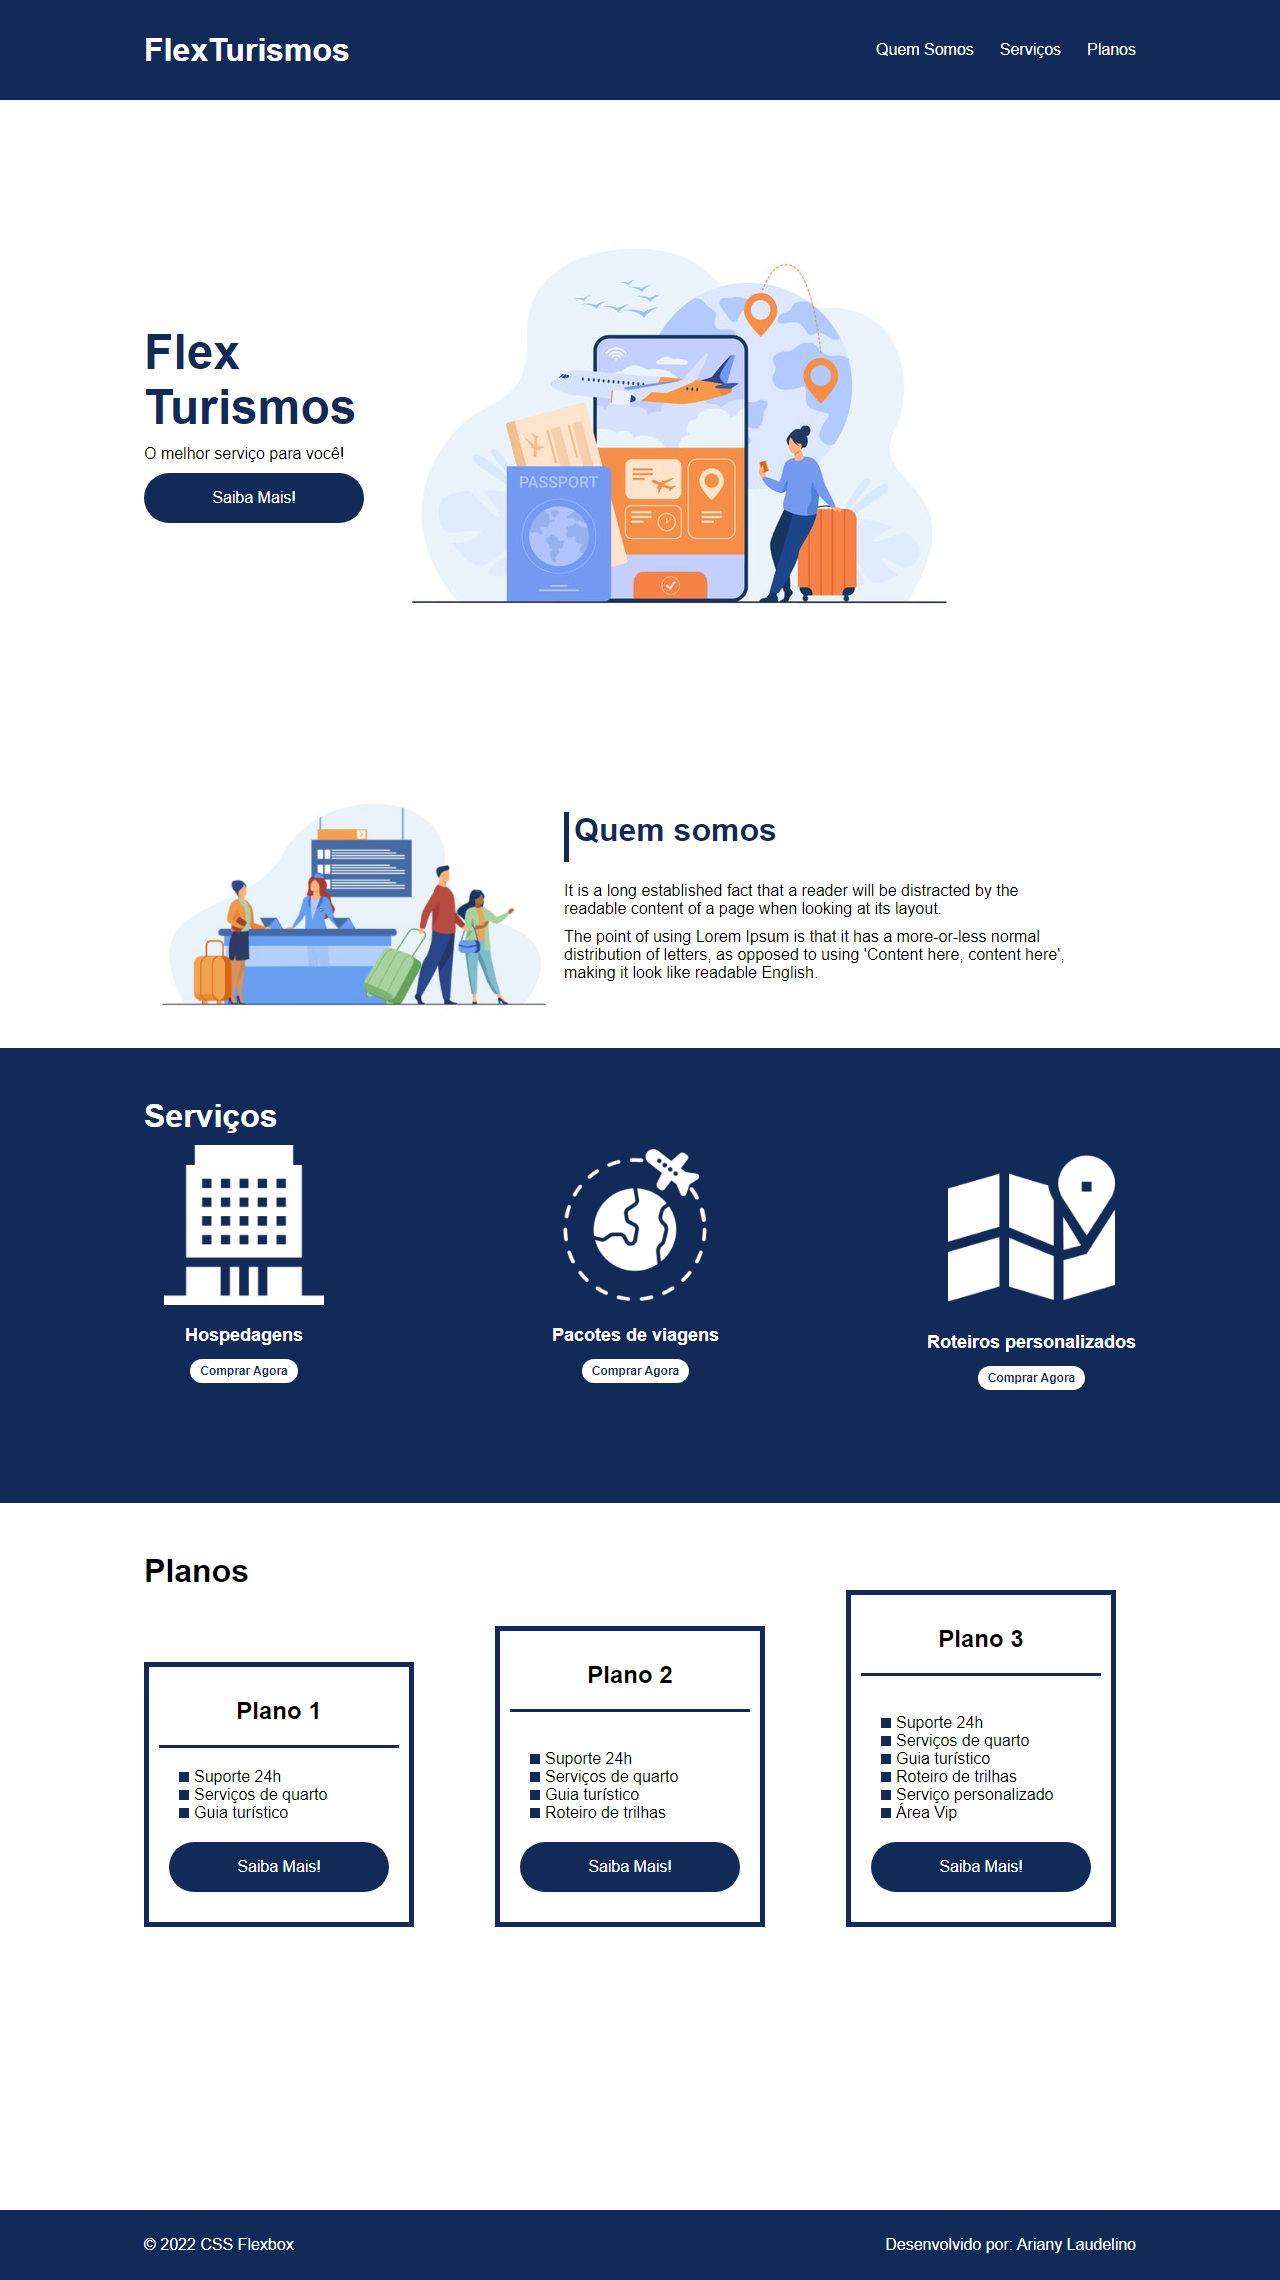 FlexTurismos
Quem Somos
Serviços
Planos
Flex
Turismos
O melhor serviço para você!
Saiba Mais!
PASSPORT
Quem somos
It is a long established fact that a reader will be distracted by the
readable content of a page when looking at its layout.
The point of using Lorem Ipsum is that it has a more-or-less normal
distribution of letters, as opposed to using 'Content here, content here',
making it look like readable English.
Serviços
Hospedagens
Comprar Agora
Pacotes de viagens
Comprar Agora
Roteiros personalizados
Comprar Agora
Planos
Plano 1
Suporte 24h
Serviços de quarto
Guia turístico
Saiba Mais!
Plano 2
Suporte 24h
Serviços de quarto
Guia turístico
Roteiro de trilhas
Saiba Mais!
Plano 3
Suporte 24h
Serviços de quarto
Guia turístico
Roteiro de trilhas
Serviço personalizado
Área Vip
Saiba Mais!
© 2022 CSS Flexbox
Desenvolvido por: Ariany Laudelino